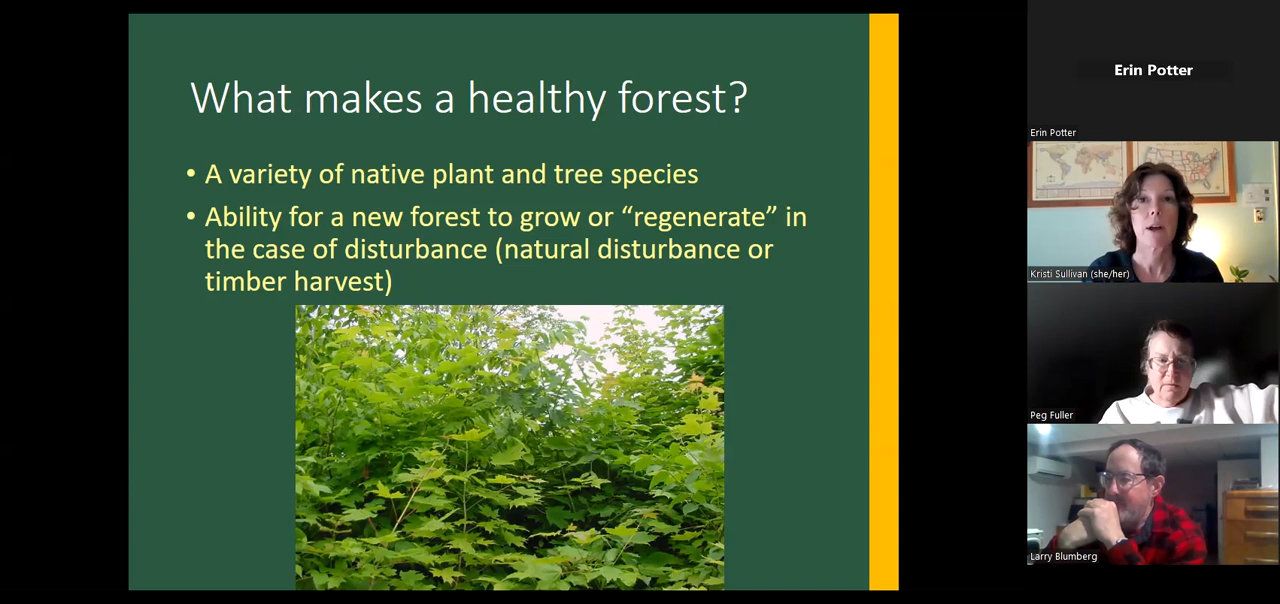 What makes a healthy forest?
• A variety of native plant and tree species
• Ability for a new forest to grow or “regenerate” in
the case of disturbance (natural disturbance or
timber harvest)
Erin Potter
Erin Potter
Kristi Sullivan (she/her)
Peg Fuller
Larry Blumberg